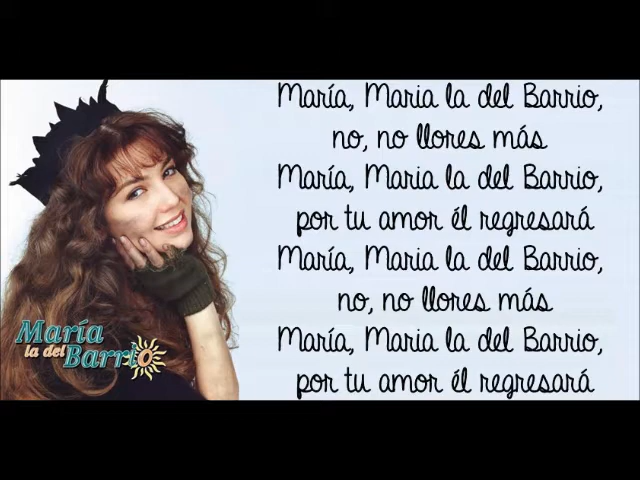 María, Maria la del Barrio,
no, no llores más
María, Maria la del Barrio,
por tu amor él regresará
María, Maria la del Barrio,
no, no llores más
María, Maria la del Barrio,
por tu amor él regresará
María
la del Barrio